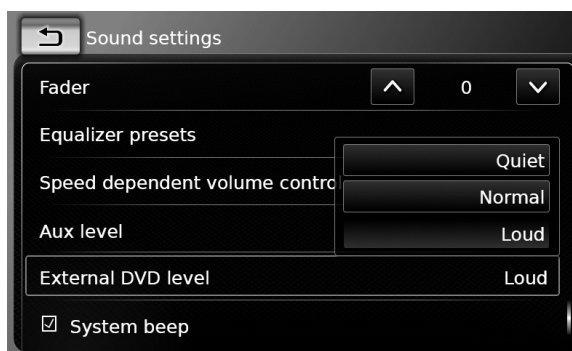 Sound settings
Fader 0
Equalizer presets
Quiet
Speed dependent volume control
Normal
Aux level
Loud
External DVD level Loud
System beep